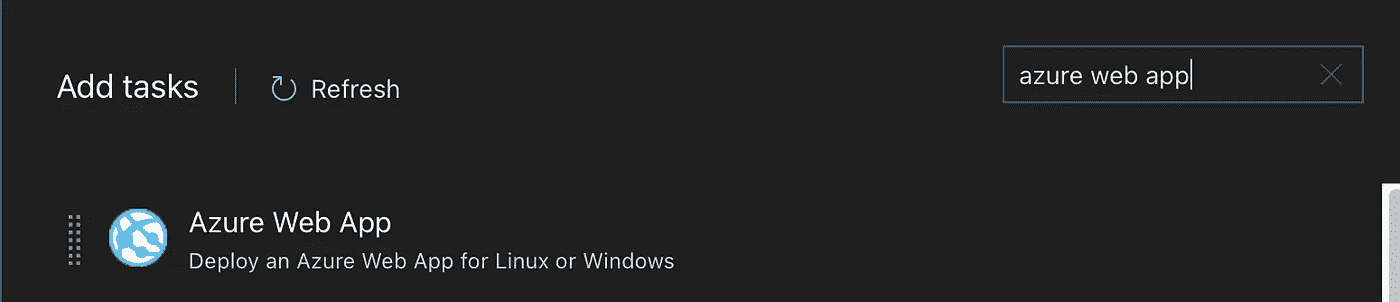 Add tasks
Refresh
azure web app
Azure Web App
Deploy an Azure Web App for Linux or Windows